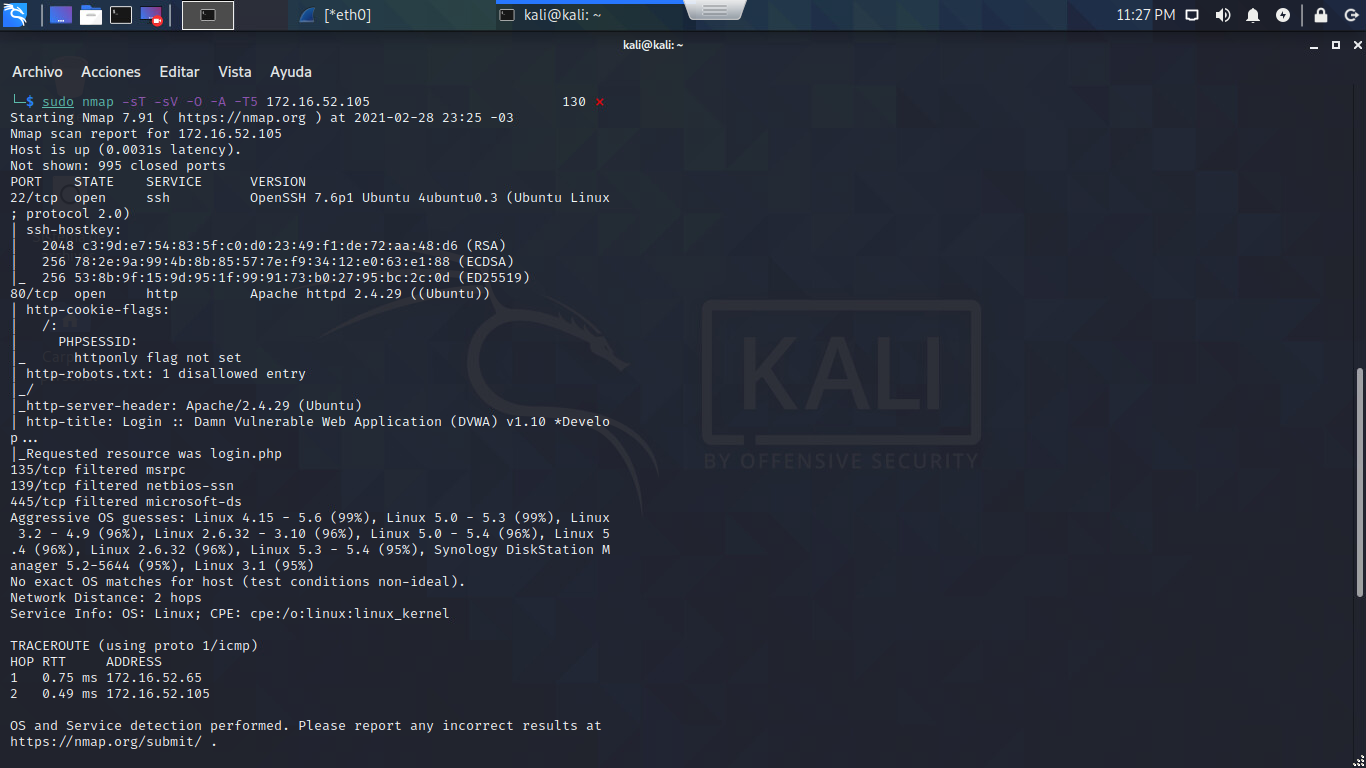 [*eth0]
kali@kali: ~
11:27 PM
kali@kali: ~
Archivo Acciones Editar Vista Ayuda
└─$ sudo nmap -sT -sV -O -A -T5 172.16.52.105 130 ⨯
Starting Nmap 7.91 ( https://nmap.org ) at 2021-02-28 23:25 -03
Nmap scan report for 172.16.52.105
Host is up (0.0031s latency).
Not shown: 995 closed ports
PORT STATE SERVICE VERSION
22/tcp open ssh OpenSSH 7.6p1 Ubuntu 4ubuntu0.3 (Ubuntu Linux
; protocol 2.0)
| ssh-hostkey:
| 2048 c3:9d:e7:54:83:5f:c0:d0:23:49:f1:de:72:aa:48:d6 (RSA)
| 256 78:2e:9a:99:4b:8b:85:57:7e:f9:34:12:e0:63:e1:88 (ECDSA)
|_ 256 53:8b:9f:15:9d:95:1f:99:91:73:b0:27:95:bc:2c:0d (ED25519)
80/tcp open http Apache httpd 2.4.29 ((Ubuntu))
| http-cookie-flags:
| /:
| PHPSESSID:
|_ httponly flag not set
| http-robots.txt: 1 disallowed entry
|_/
|_http-server-header: Apache/2.4.29 (Ubuntu)
| http-title: Login :: Damn Vulnerable Web Application (DVWA) v1.10 *Develo
p...
|_Requested resource was login.php
135/tcp filtered msrpc
139/tcp filtered netbios-ssn
445/tcp filtered microsoft-ds
Aggressive OS guesses: Linux 4.15 - 5.6 (99%), Linux 5.0 - 5.3 (99%), Linux
3.2 - 4.9 (96%), Linux 2.6.32 - 3.10 (96%), Linux 5.0 - 5.4 (96%), Linux 5
.4 (96%), Linux 2.6.32 (96%), Linux 5.3 - 5.4 (95%), Synology DiskStation M
anager 5.2-5644 (95%), Linux 3.1 (95%)
No exact OS matches for host (test conditions non-ideal).
Network Distance: 2 hops
Service Info: OS: Linux; CPE: cpe:/o:linux:linux_kernel
TRACEROUTE (using proto 1/icmp)
HOP RTT ADDRESS
1 0.75 ms 172.16.52.65
2 0.49 ms 172.16.52.105
OS and Service detection performed. Please report any incorrect results at
https://nmap.org/submit/ .
KALI
BY OFFENSIVE SECURITY